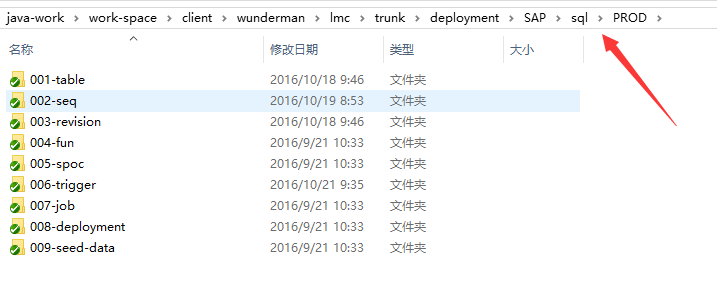 java-work > work-space > client > wunderman > lmc > trunk > deployment > SAP > sql > PROD >
名称 修改日期 类型 大小
001-table 2016/10/18 9:46 文件夹
002-seq 2016/10/19 8:53 文件夹
003-revision 2016/10/18 9:46 文件夹
004-fun 2016/9/21 10:33 文件夹
005-spoc 2016/9/21 10:33 文件夹
006-trigger 2016/10/21 9:35 文件夹
007-job 2016/9/21 10:33 文件夹
008-deployment 2016/9/21 10:33 文件夹
009-seed-data 2016/9/21 10:33 文件夹